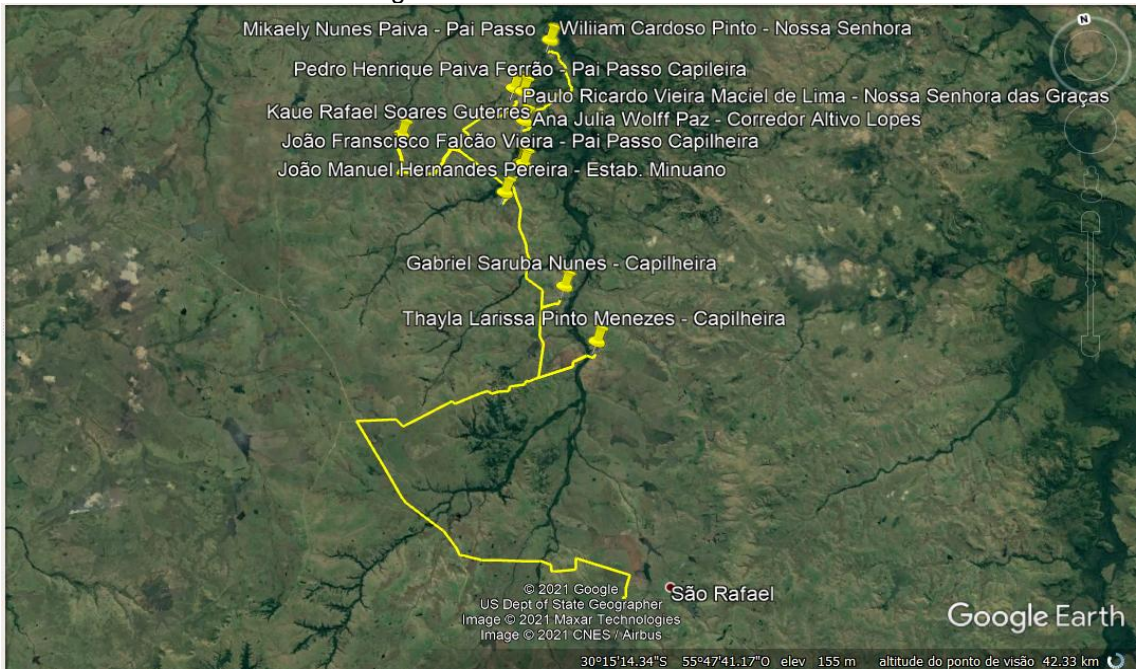 Mikaely Nunes Paiva - Pai Passo
Wiliiam Cardoso Pinto - Nossa Senhora
Pedro Henrique Paiva Ferrão - Pai Passo Capileira
Paulo Ricardo Vieira Maciel de Lima - Nossa Senhora das Graças
Kaue Rafael Soares Guterres
Ana Julia Wolff Paz - Corredor Altivo Lopes
João Franscisco Falcão Vieira - Pai Passo Capilheira
João Manuel Hernandes Pereira - Estab. Minuano
Gabriel Saruba Nunes - Capilheira
Thayla Larissa Pinto Menezes - Capilheira
São Rafael
© 2021 Google
US Dept of State Geographer
Image © 2021 Maxar Technologies
Image © 2021 CNES / Airbus
Google Earth
30°15'14.34"S 55°47'41.17"O elev 155 m altitude do ponto de visão 42.33 km
N